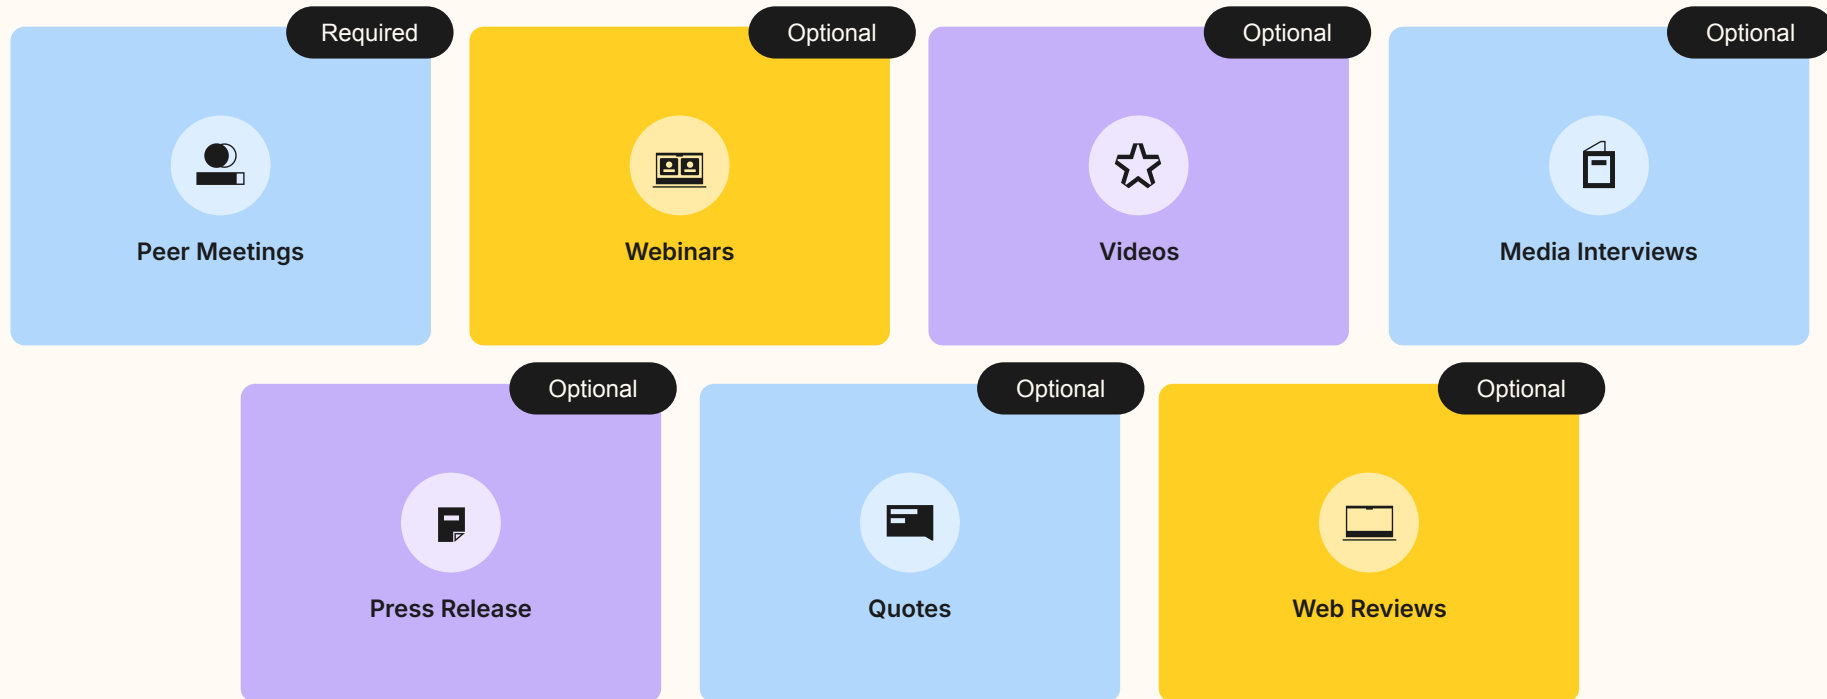 Required
Peer Meetings
Optional
Webinars
Optional
Videos
Optional
Media Interviews
Optional
Press Release
Optional
Quotes
Optional
Web Reviews